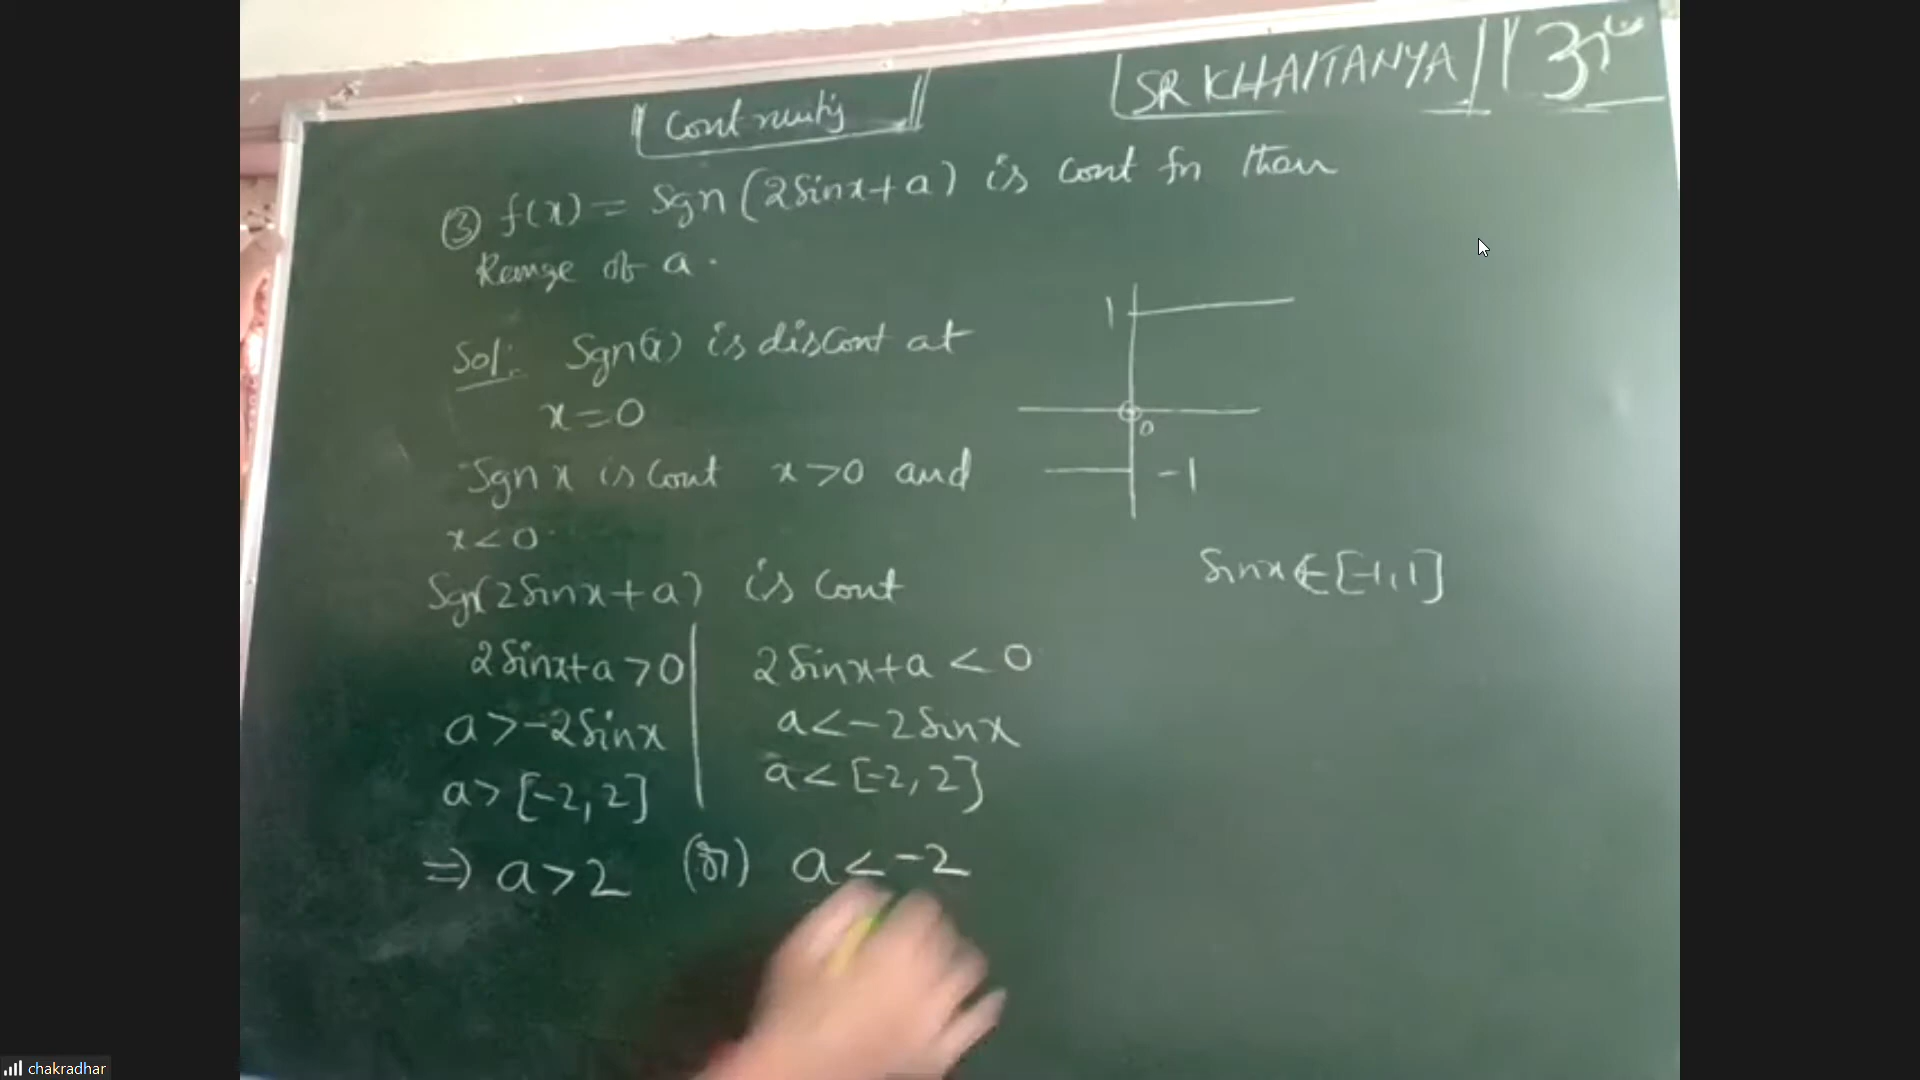 Continuity
SR KHAITANYA
③ f(x) = Sgn (2Sinx+a) is cont fn then
Range of a.
Sol: Sgn(x) is discont at
x=0
Sgn x is cont x>0 and
x<0.
Sgn(2Sinx+a) is cont
2Sinx+a >0 | 2Sinx+a < 0
a>-2Sinx | a<-2Sinx
a> [-2,2] | a< [-2,2]
⇒ a>2 (or) a<-2
1
0
-1
Sinx∈[-1,1]
chakradhar